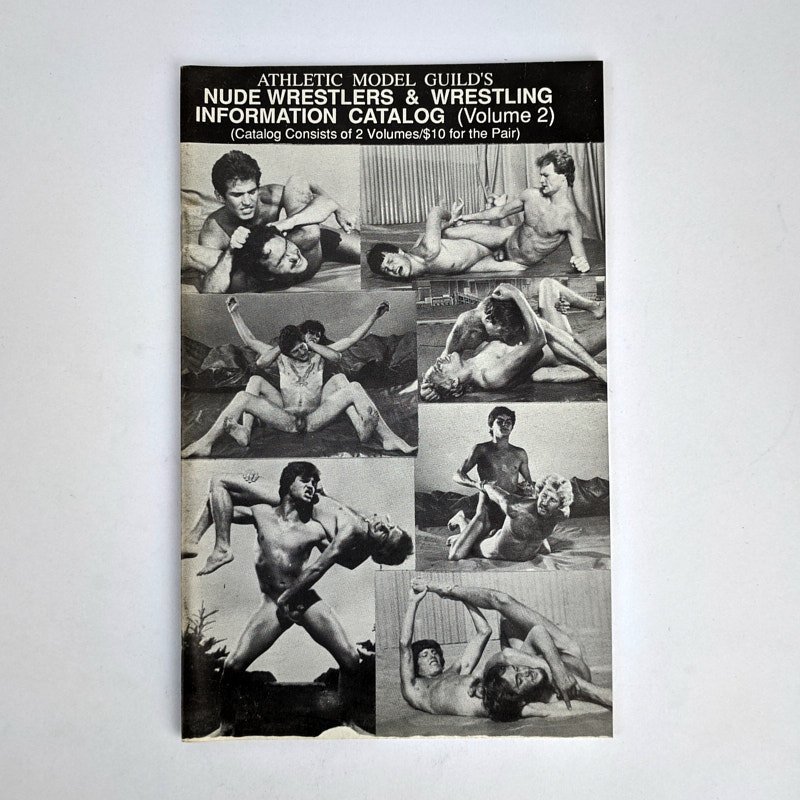 ATHLETIC MODEL GUILD'S
NUDE WRESTLERS & WRESTLING
INFORMATION CATALOG (Volume 2)
(Catalog Consists of 2 Volumes/$10 for the Pair)